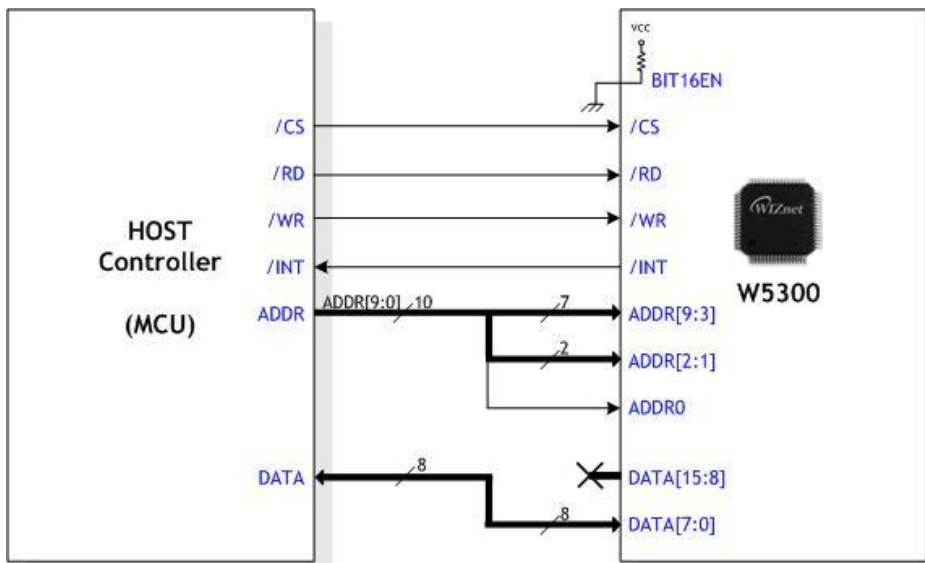 vcc
BIT16EN
/CS
/CS
/RD
/RD
/WR
/WR
HOST
Controller
(MCU)
/INT
/INT
WIZnet
W5300
ADDR
ADDR[9:0]
10
7
ADDR[9:3]
2
ADDR[2:1]
ADDR0
DATA
8
DATA[15:8]
8
DATA[7:0]